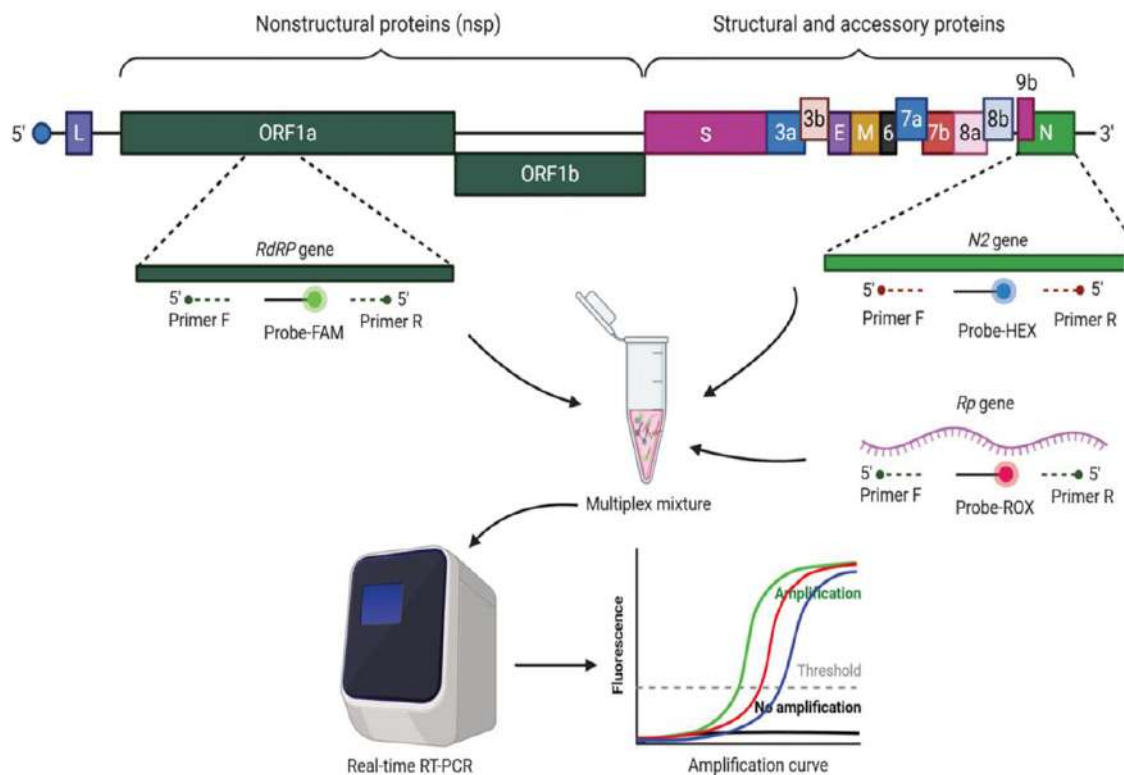 Nonstructural proteins (nsp)
Structural and accessory proteins
9b
3b 7a 8b
5' L ORF1a S 3a E M 6 7b 8a N 3'
ORF1b
RdRP gene
5' 5'
Primer F Primer R
Probe-FAM
N2 gene
5' 5'
Primer F Primer R
Probe-HEX
Rp gene
5' 5'
Primer F Primer R
Probe-ROX
Multiplex mixture
Real-time RT-PCR
Fluorescence
Amplification
Threshold
No amplification
Amplification curve